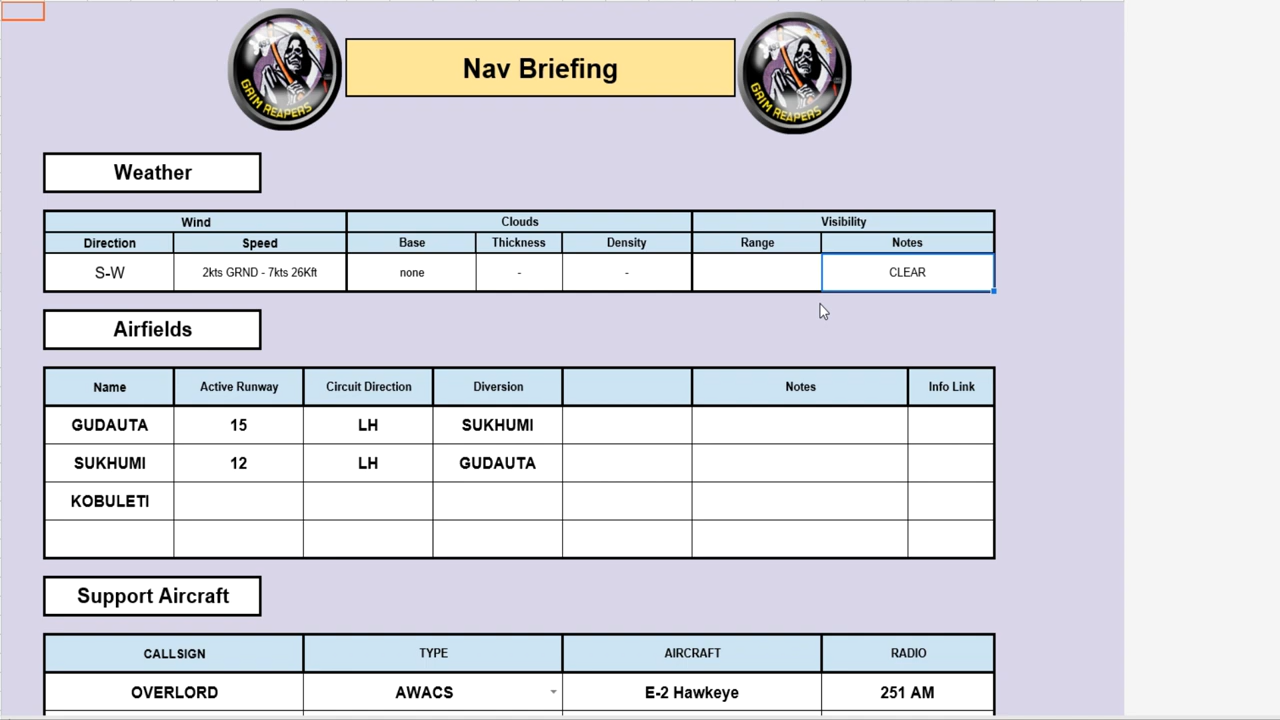 GRIM REAPERS
Nav Briefing
GRIM REAPERS
Weather
Wind Clouds Visibility
Direction Speed Base Thickness Density Range Notes
S-W 2kts GRND - 7kts 26Kft none - - CLEAR
Airfields
Name Active Runway Circuit Direction Diversion Notes Info Link
GUDAUTA 15 LH SUKHUMI
SUKHUMI 12 LH GUDAUTA
KOBULETI
Support Aircraft
CALLSIGN TYPE AIRCRAFT RADIO
OVERLORD AWACS E-2 Hawkeye 251 AM